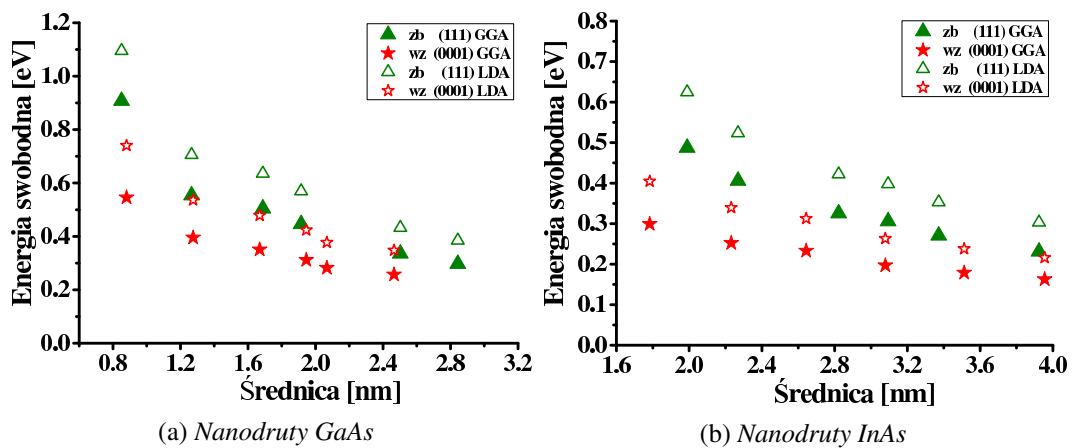 Energia swobodna [eV]
1.2
1.0
0.8
0.6
0.4
0.2
0.0
zb (111) GGA
wz (0001) GGA
zb (111) LDA
wz (0001) LDA
0.8 1.2 1.6 2.0 2.4 2.8 3.2
Średnica [nm]
(a) Nanodruty GaAs
Energia swobodna [eV]
0.8
0.7
0.6
0.5
0.4
0.3
0.2
0.1
0.0
zb (111) GGA
wz (0001) GGA
zb (111) LDA
wz (0001) LDA
1.6 2.0 2.4 2.8 3.2 3.6 4.0
Średnica [nm]
(b) Nanodruty InAs